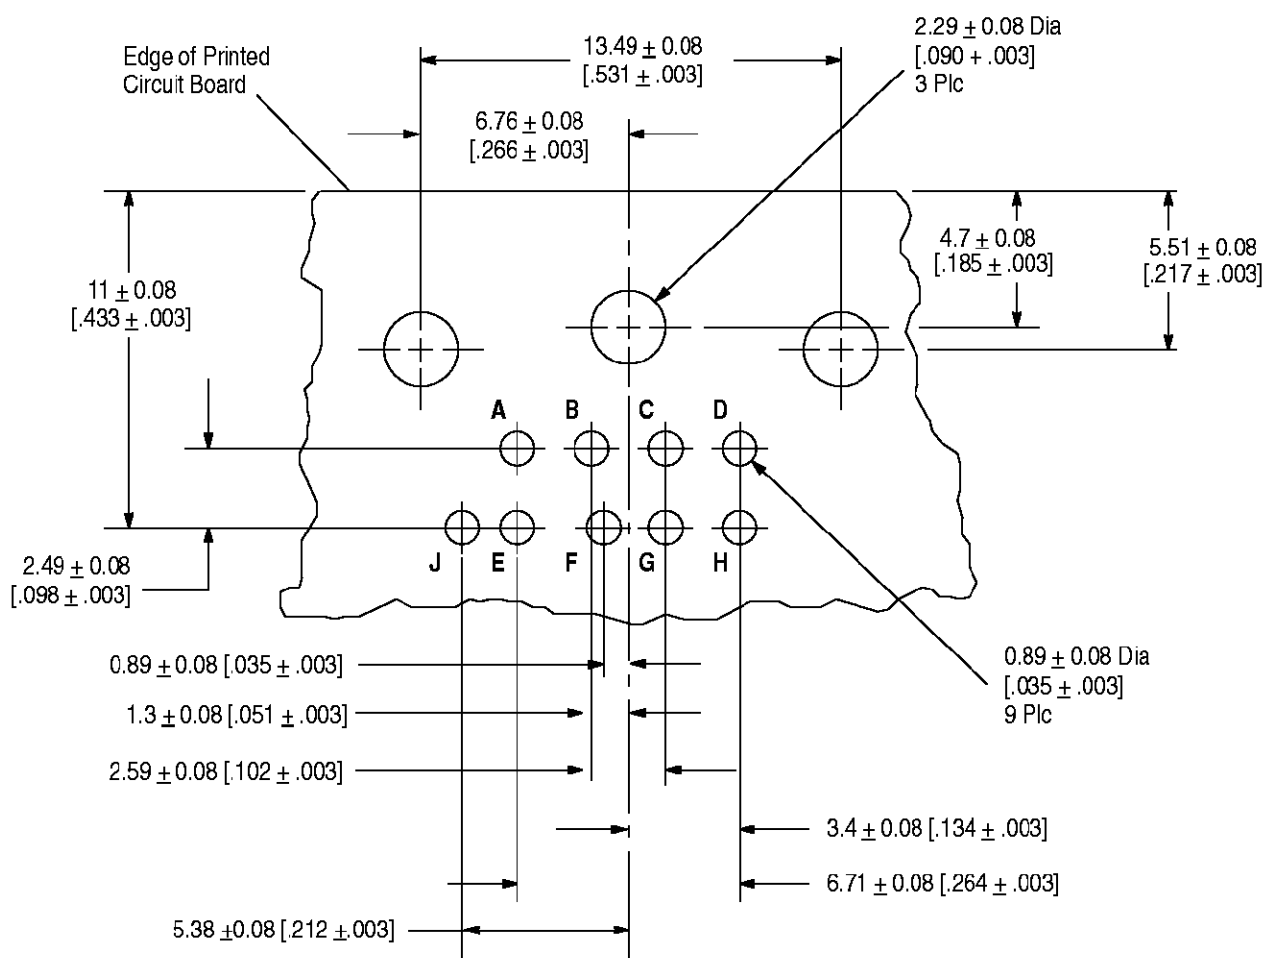 Edge of Printed
Circuit Board
13.49 ± 0.08
[.531 ± .003]
2.29 ± 0.08 Dia
[.090 + .003]
3 Plc
6.76 ± 0.08
[.266 ± .003]
4.7 ± 0.08
[.185 ± .003]
5.51 ± 0.08
[.217 ± .003]
11 ± 0.08
[.433 ± .003]
A B C D
J E F G H
2.49 ± 0.08
[.098 ± .003]
0.89 ± 0.08 [.035 ± .003]
0.89 ± 0.08 Dia
[.035 ± .003]
9 Plc
1.3 ± 0.08 [.051 ± .003]
2.59 ± 0.08 [.102 ± .003]
3.4 ± 0.08 [.134 ± .003]
6.71 ± 0.08 [.264 ± .003]
5.38 ±0.08 [.212 ±.003]